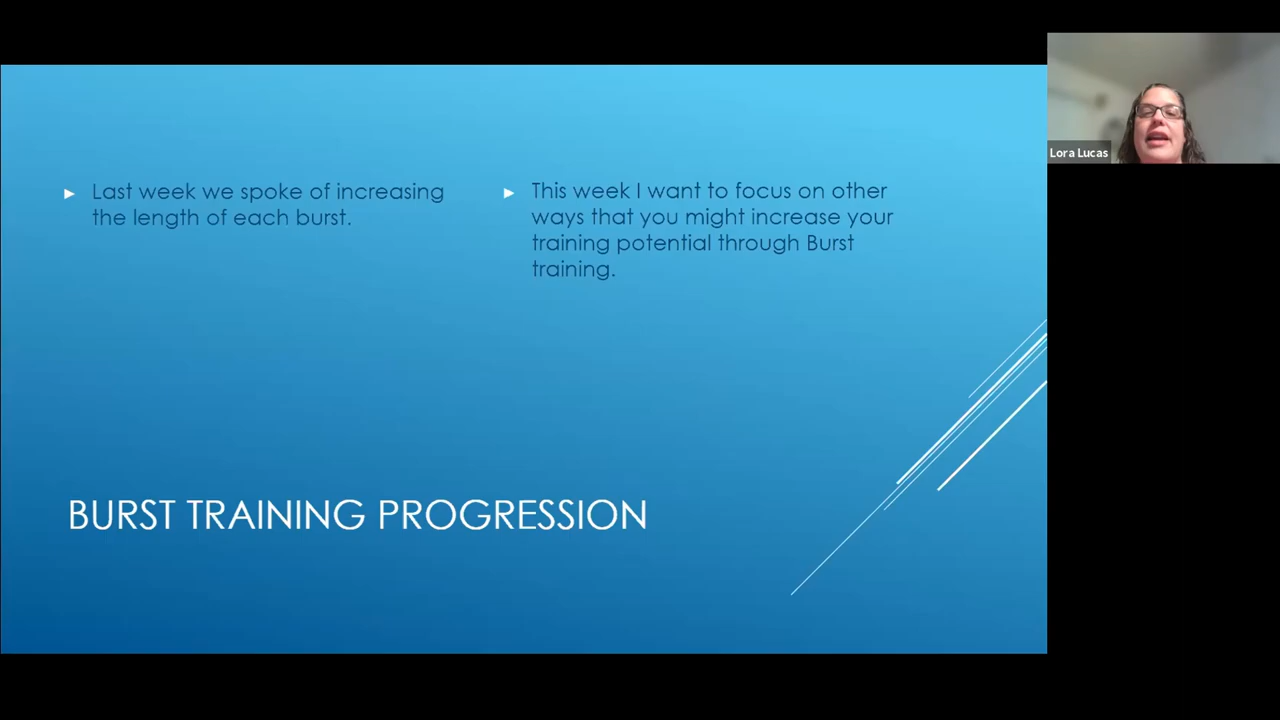 Last week we spoke of increasing
the length of each burst.
This week I want to focus on other
ways that you might increase your
training potential through Burst
training.
BURST TRAINING PROGRESSION
Lora Lucas